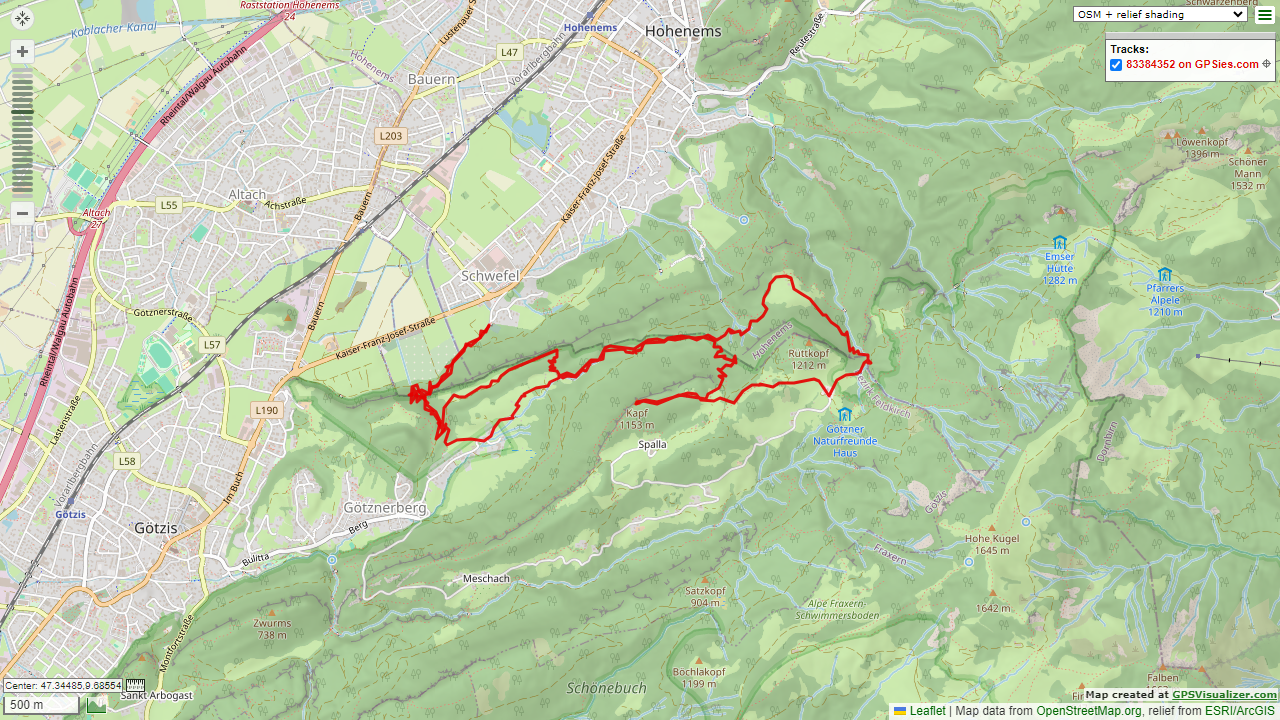 Raststation Hohenems
24
Koblacher Kanal
Lastenstraße
Hohenems
Hohenems
Reutestraße
Schwarzenberg
OSM + relief shading
Tracks:
83384352 on GPSies.com
L47
Vorarlbergbahn
Hohenems
Rheintal/Walgau Autobahn
Bauern
L203
Löwenkopf
1396 m
Schöner
Mann
1532 m
Kaiser-Franz-Josef-Straße
Altach
L55
Achstraße
Bauern
Altach
27
Emser
Hütte
1282 m
Schwefel
Pfarrers
Alpele
1210 m
Rheintal/Walgau Autobahn
Götznerstraße
Bauern
Kaiser-Franz-Josef-Straße
L57
Hohenems
Rüttkopf
1212 m
Bezirk Feldkirch
Lastenstraße
L190
Kapf
1153 m
Götzner
Naturfreunde
Haus
Dornbirn
Spalla
L58
Vorarlbergbahn
Im Buch
Götzis
Götznerberg
Götzis
Götzis
Berg
Hohe Kugel
1645 m
Bulitta
Fraxern
Meschach
Satzkopf
904 m
Alpe Fraxern-
Schwimmersboden
1642 m
Zwurms
738 m
Montfortstraße
Bochlakopf
1199 m
Falben
Schönebuch
Center: 47.34485,9.68554
Sankt Arbogast
Map created at GPSVisualizer.com
500 m
Leaflet | Map data from OpenStreetMap.org, relief from ESRI/ArcGIS